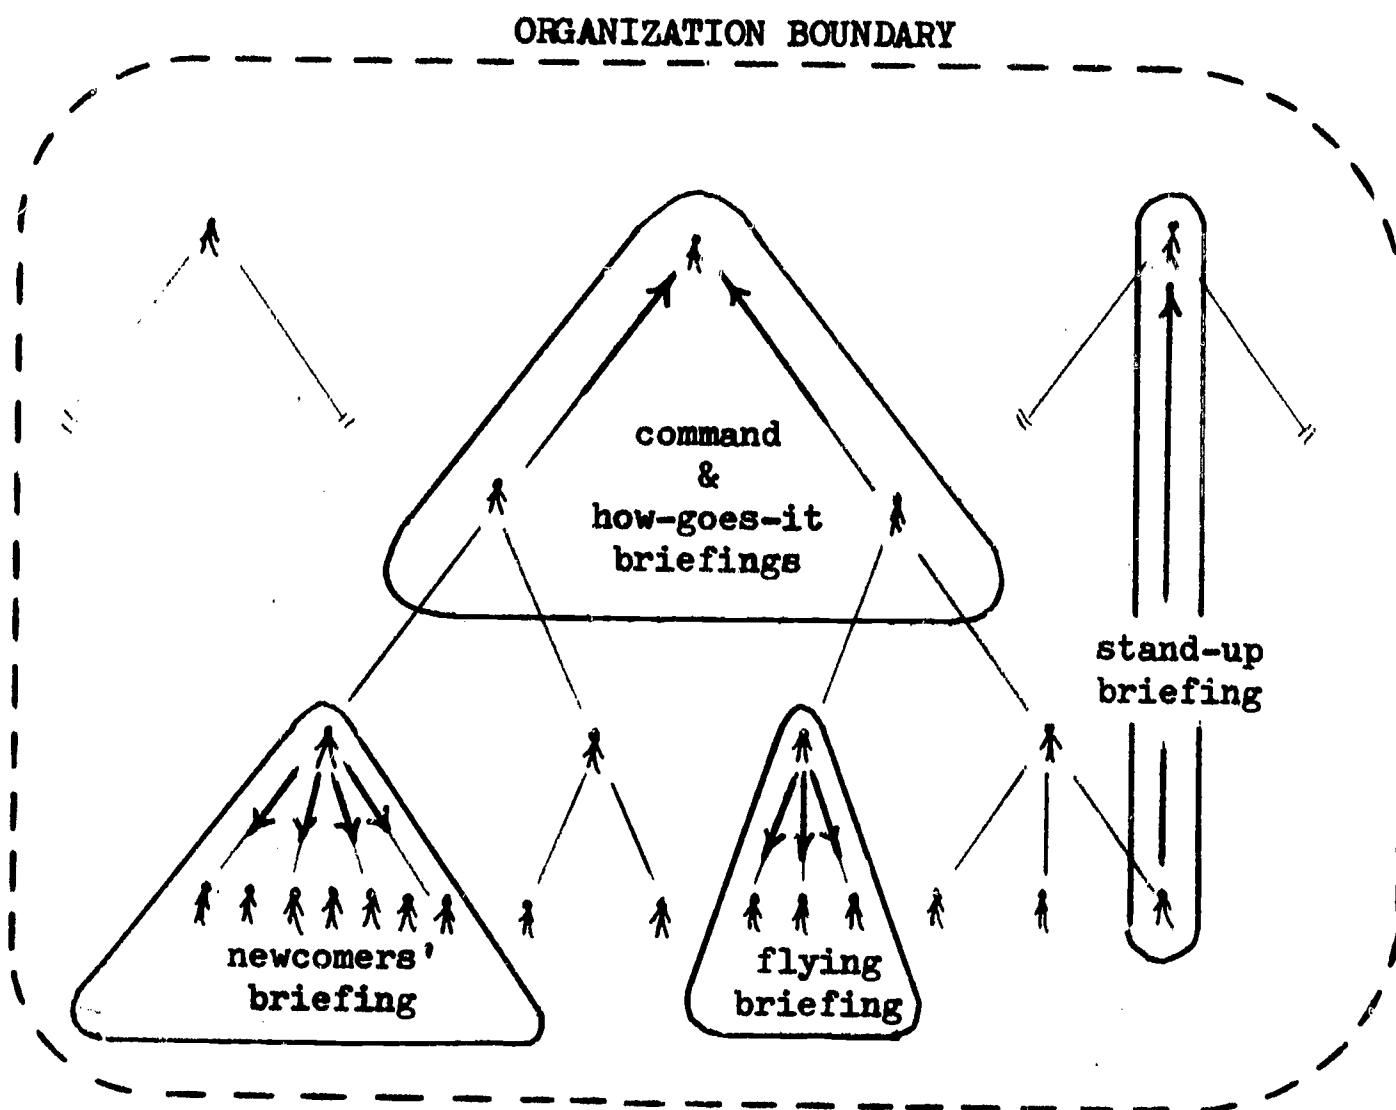 ORGANIZATION BOUNDARY
command
&
how-goes-it
briefings
stand-up
briefing
newcomers'
briefing
flying
briefing